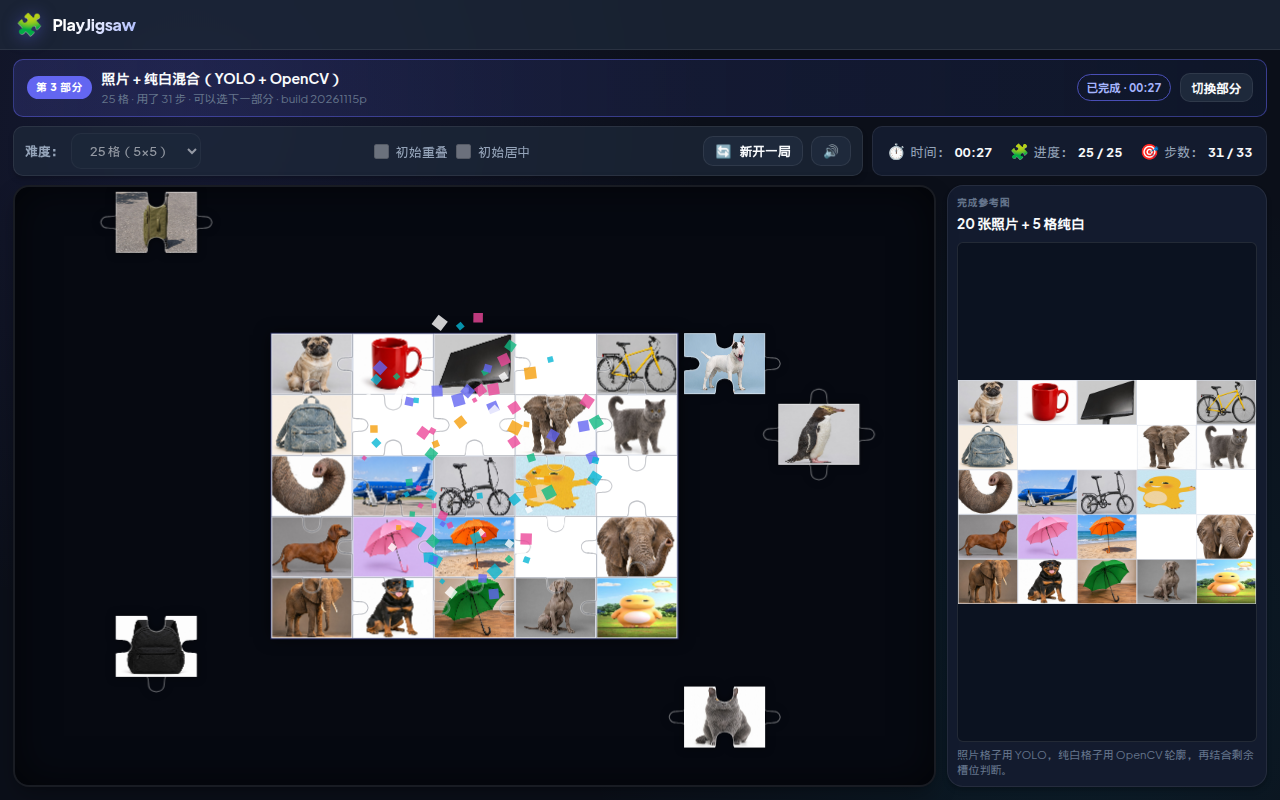 PlayJigsaw
第 3 部分
照片 + 纯白混合（YOLO + OpenCV）
25 格 · 用了 31 步 · 可以选下一部分 · build 20261115p
已完成 · 00:27
切换部分
难度：
25 格（5×5）
初始重叠
初始居中
新开一局
时间： 00:27
进度： 25 / 25
步数： 31 / 33
完成参考图
20 张照片 + 5 格纯白
照片格子用 YOLO，纯白格子用 OpenCV 轮廓，再结合剩余
槽位判断。